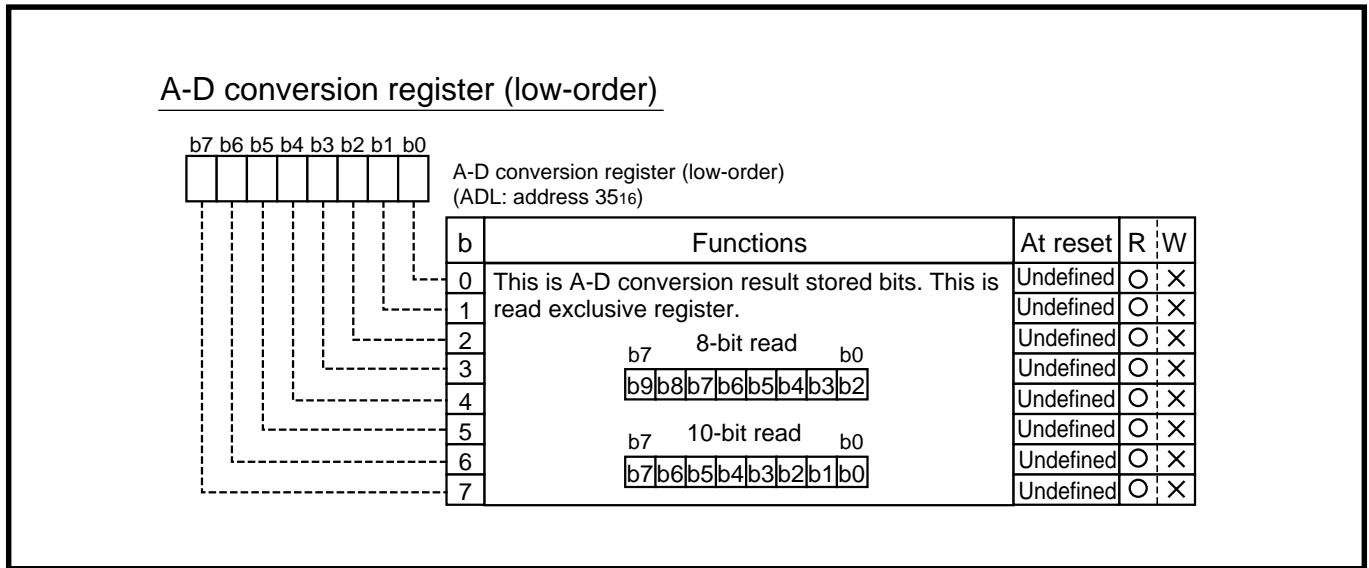 A-D conversion register (low-order)
b7 b6 b5 b4 b3 b2 b1 b0
A-D conversion register (low-order)
(ADL: address 3516)
b Functions At reset R W
0 This is A-D conversion result stored bits. This is Undefined ○ ×
1 read exclusive register. Undefined ○ ×
2 8-bit read Undefined ○ ×
b7 b0
3 Undefined ○ ×
b9 b8 b7 b6 b5 b4 b3 b2
4 Undefined ○ ×
5 10-bit read Undefined ○ ×
b7 b0
6 Undefined ○ ×
b7 b6 b5 b4 b3 b2 b1 b0
7 Undefined ○ ×